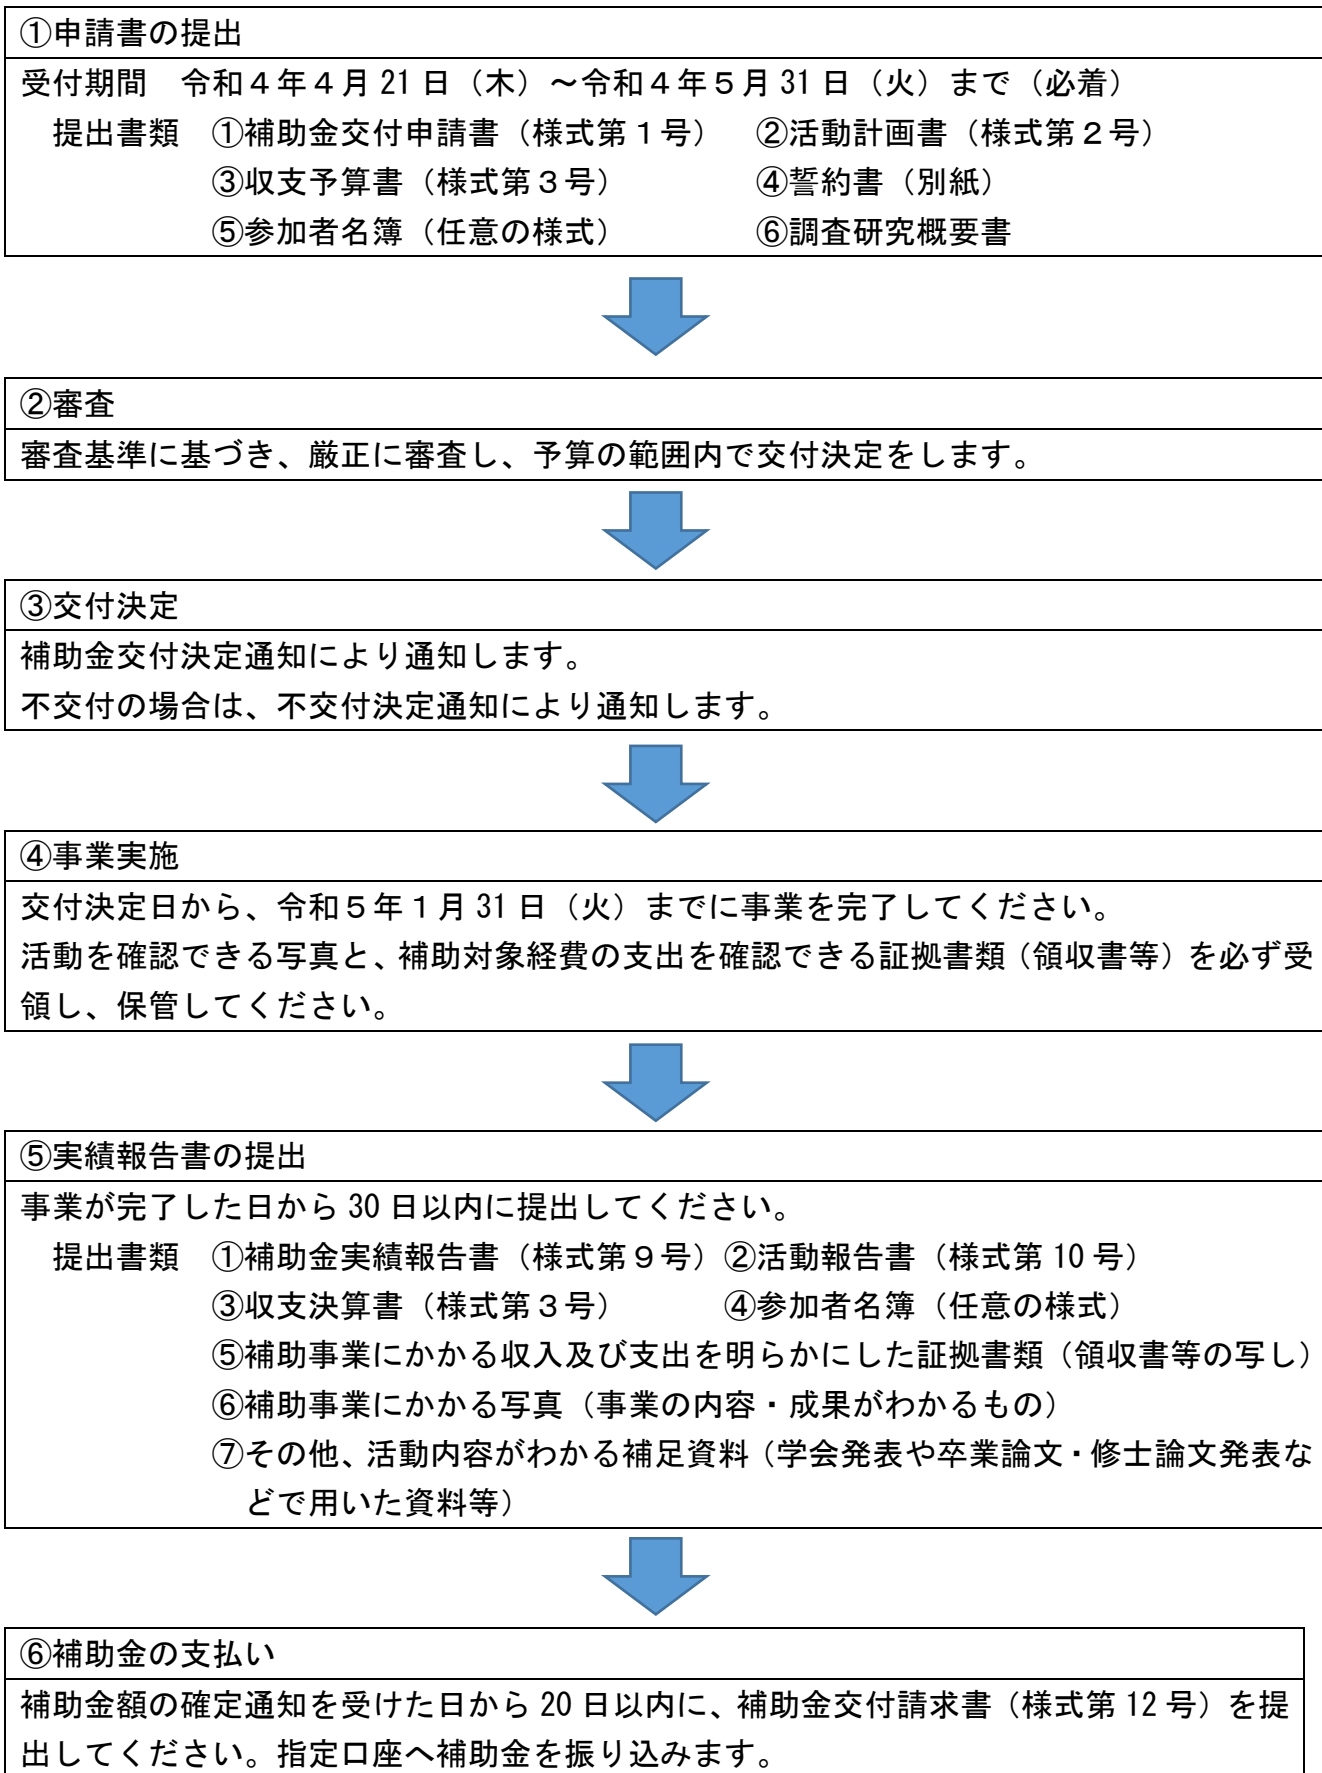 ①申請書の提出
受付期間　令和４年４月 21 日（木）～令和４年５月 31 日（火）まで（必着）
提出書類　①補助金交付申請書（様式第１号）　②活動計画書（様式第２号）
③収支予算書（様式第３号）　④誓約書（別紙）
⑤参加者名簿（任意の様式）　⑥調査研究概要書
②審査
審査基準に基づき、厳正に審査し、予算の範囲内で交付決定をします。
③交付決定
補助金交付決定通知により通知します。
不交付の場合は、不交付決定通知により通知します。
④事業実施
交付決定日から、令和５年１月 31 日（火）までに事業を完了してください。
活動を確認できる写真と、補助対象経費の支出を確認できる証拠書類（領収書等）を必ず受
領し、保管してください。
⑤実績報告書の提出
事業が完了した日から 30 日以内に提出してください。
提出書類　①補助金実績報告書（様式第９号）②活動報告書（様式第 10 号）
③収支決算書（様式第３号）　④参加者名簿（任意の様式）
⑤補助事業にかかる収入及び支出を明らかにした証拠書類（領収書等の写し）
⑥補助事業にかかる写真（事業の内容・成果がわかるもの）
⑦その他、活動内容がわかる補足資料（学会発表や卒業論文・修士論文発表な
どで用いた資料等）
⑥補助金の支払い
補助金額の確定通知を受けた日から 20 日以内に、補助金交付請求書（様式第 12 号）を提
出してください。指定口座へ補助金を振り込みます。